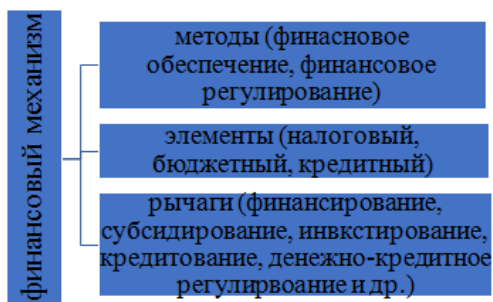 финансовый механизм
методы (финасновое
обеспечение, финансовое
регулирование)
элементы (налоговый,
бюджетный, кредитный)
рычаги (финансирование,
субсидирование, инвкстирование,
кредитование, денежно-кредитное
регулирвоание и др.)